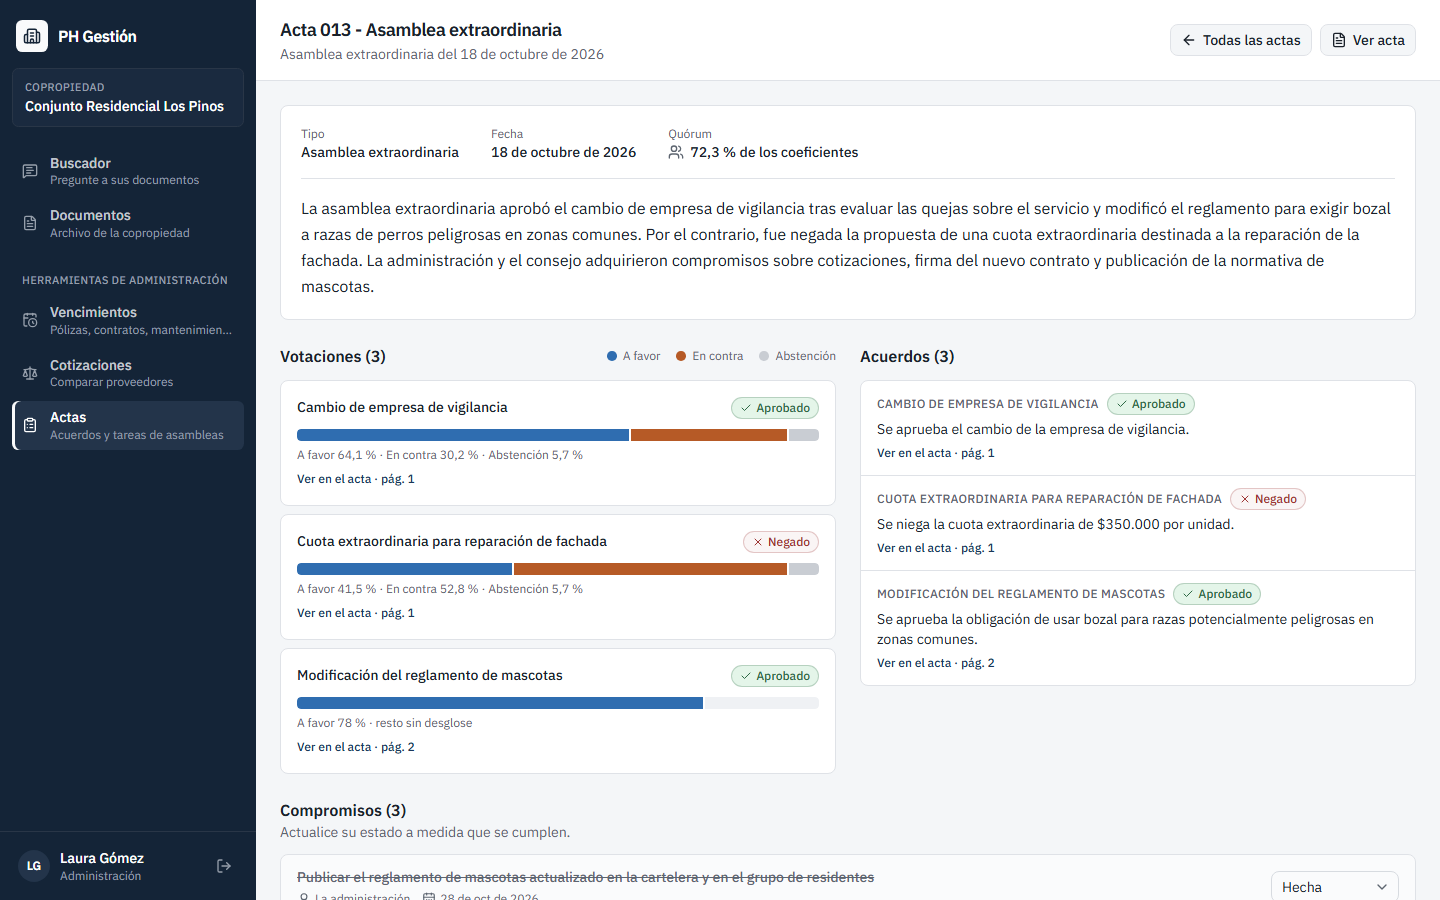 PH Gestión
COPROPIEDAD
Conjunto Residencial Los Pinos
Buscador
Pregunte a sus documentos
Documentos
Archivo de la copropiedad
HERRAMIENTAS DE ADMINISTRACIÓN
Vencimientos
Pólizas, contratos, mantenimien...
Cotizaciones
Comparar proveedores
Actas
Acuerdos y tareas de asambleas
LG
Laura Gómez
Administración
Acta 013 - Asamblea extraordinaria
Asamblea extraordinaria del 18 de octubre de 2026
Todas las actas
Ver acta
Tipo
Asamblea extraordinaria
Fecha
18 de octubre de 2026
Quórum
72,3 % de los coeficientes
La asamblea extraordinaria aprobó el cambio de empresa de vigilancia tras evaluar las quejas sobre el servicio y modificó el reglamento para exigir bozal
a razas de perros peligrosas en zonas comunes. Por el contrario, fue negada la propuesta de una cuota extraordinaria destinada a la reparación de la
fachada. La administración y el consejo adquirieron compromisos sobre cotizaciones, firma del nuevo contrato y publicación de la normativa de
mascotas.
Votaciones (3)
A favor
En contra
Abstención
Cambio de empresa de vigilancia
Aprobado
A favor 64,1 % · En contra 30,2 % · Abstención 5,7 %
Ver en el acta · pág. 1
Cuota extraordinaria para reparación de fachada
Negado
A favor 41,5 % · En contra 52,8 % · Abstención 5,7 %
Ver en el acta · pág. 1
Modificación del reglamento de mascotas
Aprobado
A favor 78 % · resto sin desglose
Ver en el acta · pág. 2
Acuerdos (3)
CAMBIO DE EMPRESA DE VIGILANCIA
Aprobado
Se aprueba el cambio de la empresa de vigilancia.
Ver en el acta · pág. 1
CUOTA EXTRAORDINARIA PARA REPARACIÓN DE FACHADA
Negado
Se niega la cuota extraordinaria de $350.000 por unidad.
Ver en el acta · pág. 1
MODIFICACIÓN DEL REGLAMENTO DE MASCOTAS
Aprobado
Se aprueba la obligación de usar bozal para razas potencialmente peligrosas en
zonas comunes.
Ver en el acta · pág. 2
Compromisos (3)
Actualice su estado a medida que se cumplen.
Publicar el reglamento de mascotas actualizado en la cartelera y en el grupo de residentes
La administración
28 de oct de 2026
Hecha